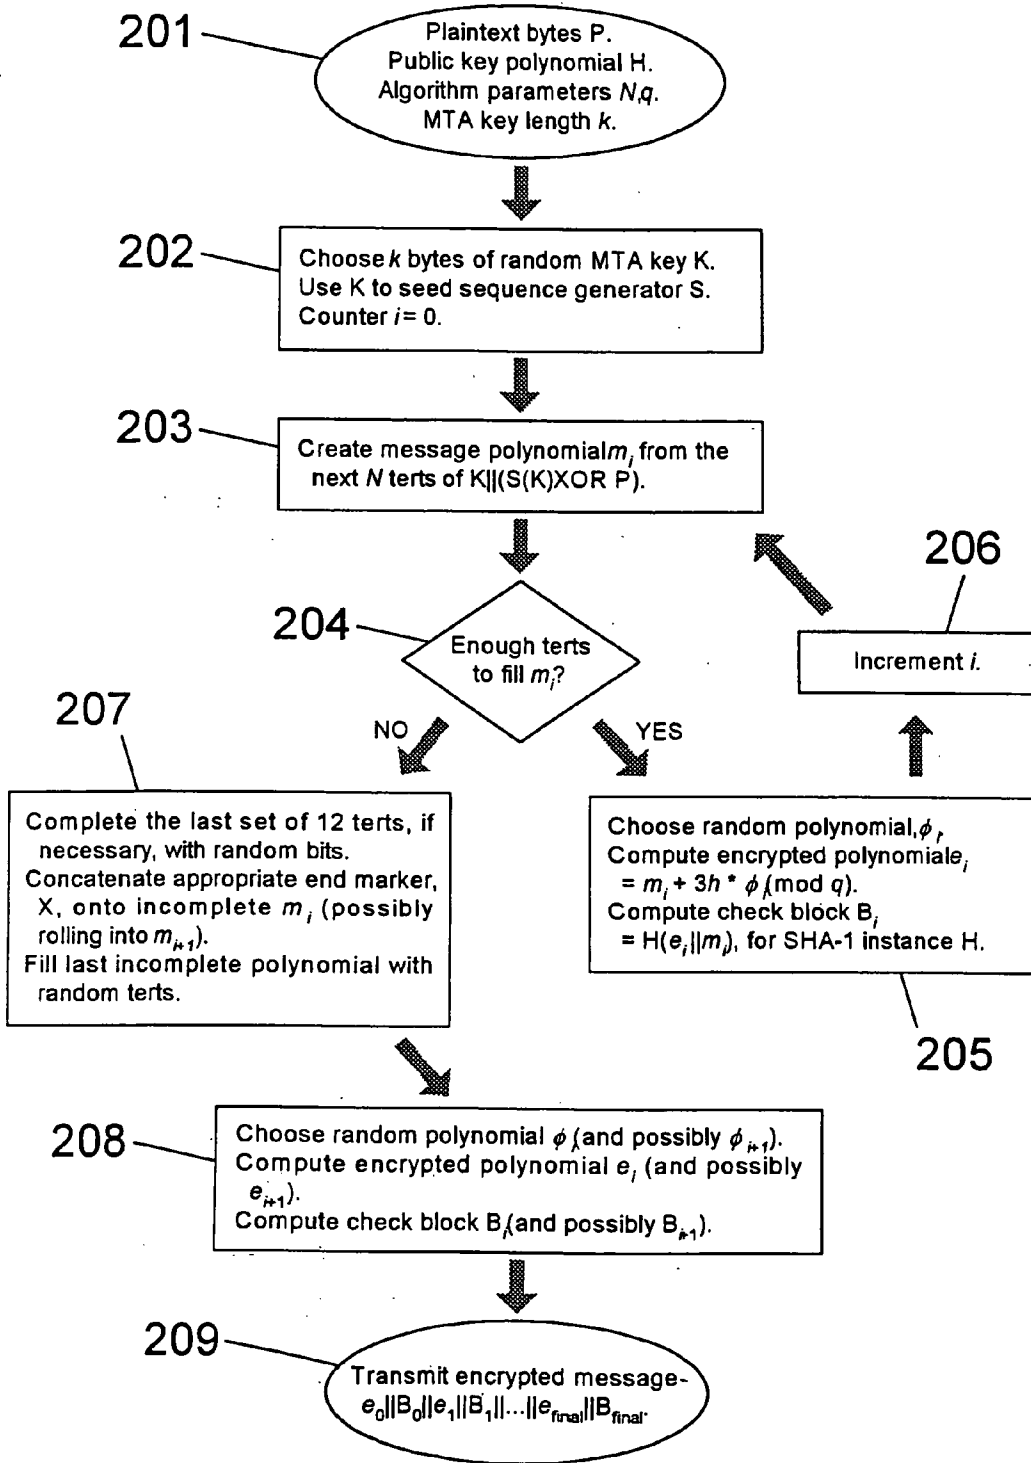 201
Plaintext bytes P.
Public key polynomial H.
Algorithm parameters N,q.
MTA key length k.
202
Choose k bytes of random MTA key K.
Use K to seed sequence generator S.
Counter i = 0.
203
Create message polynomial m_i from the
next N terts of K||(S(K)XOR P).
204
Enough terts
to fill m_i?
206
Increment i.
NO
YES
207
Complete the last set of 12 terts, if
necessary, with random bits.
Concatenate appropriate end marker,
X, onto incomplete m_i (possibly
rolling into m_{i+1}).
Fill last incomplete polynomial with
random terts.
Choose random polynomial, ϕ_i,
Compute encrypted polynomial e_i
= m_i + 3h * ϕ_i (mod q).
Compute check block B_i
= H(e_i||m_i), for SHA-1 instance H.
205
208
Choose random polynomial ϕ_i (and possibly ϕ_{i+1}).
Compute encrypted polynomial e_i (and possibly
e_{i+1}).
Compute check block B_i (and possibly B_{i+1}).
209
Transmit encrypted message-
e_0||B_0||e_1||B_1||...||e_final||B_final.